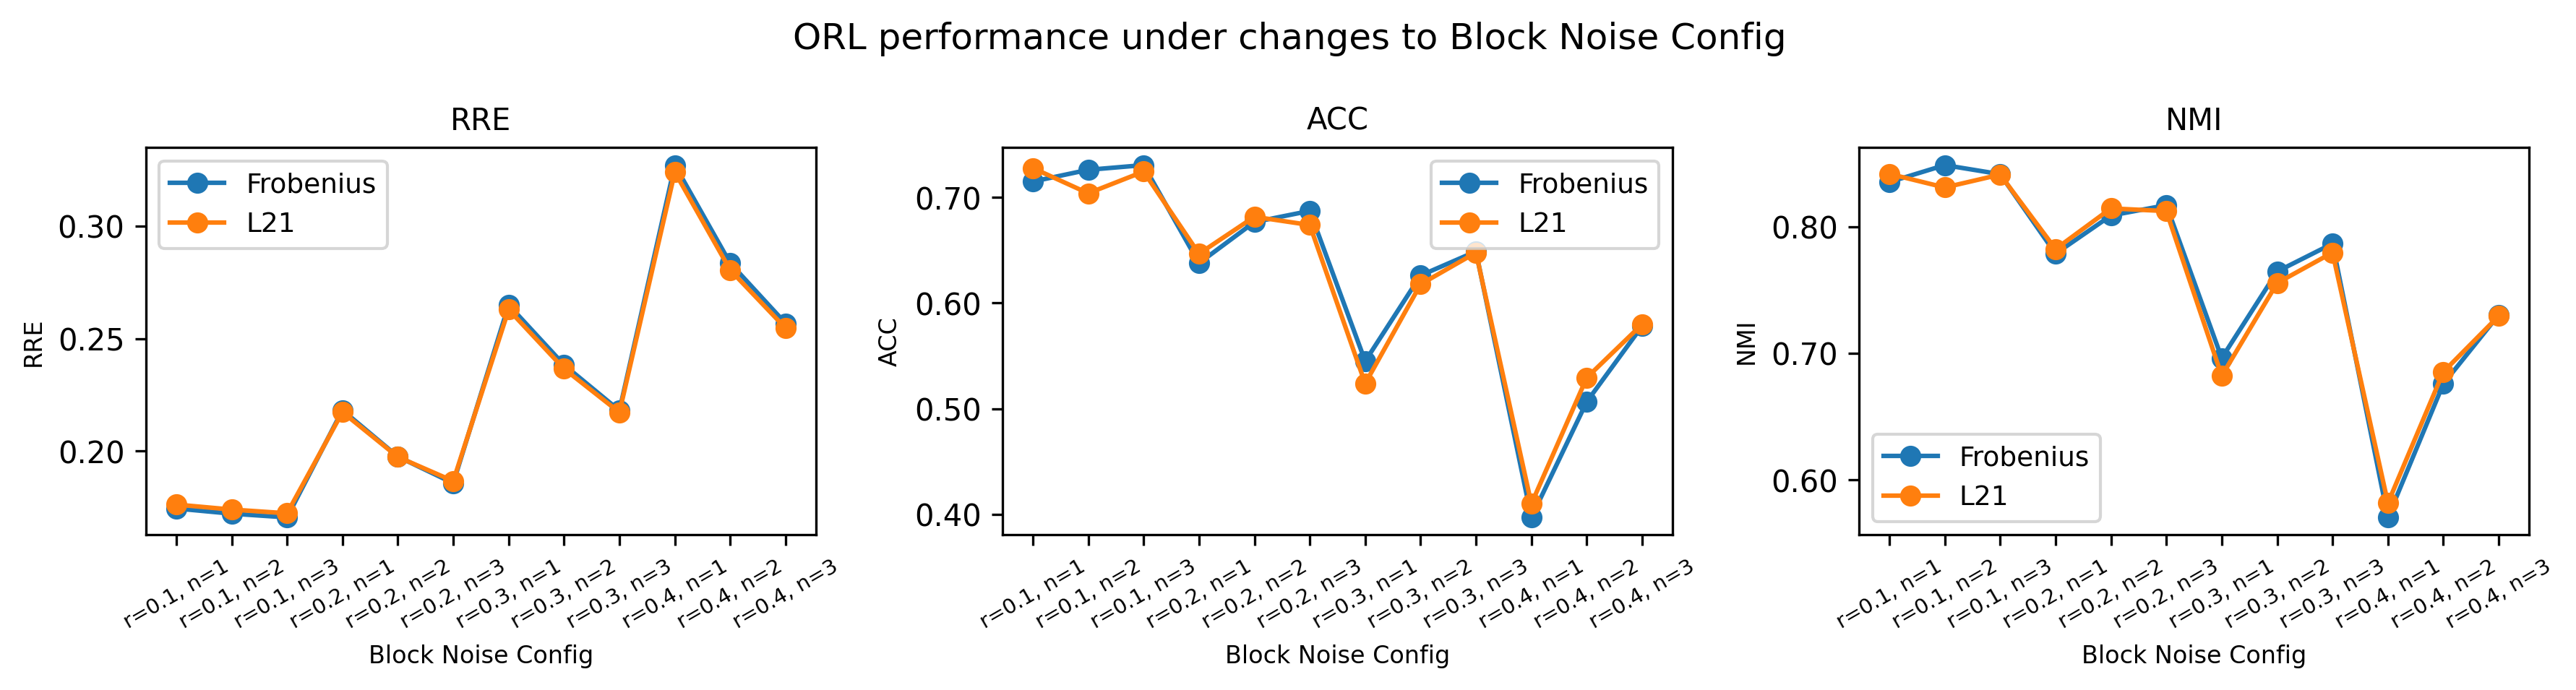 ORL performance under changes to Block Noise Config
RRE
Frobenius
L21
0.30
0.25
0.20
RRE
r=0.1, n=1
r=0.1, n=2
r=0.1, n=3
r=0.2, n=1
r=0.2, n=2
r=0.2, n=3
r=0.3, n=1
r=0.3, n=2
r=0.3, n=3
r=0.4, n=1
r=0.4, n=2
r=0.4, n=3
Block Noise Config
ACC
Frobenius
L21
0.70
0.60
0.50
0.40
ACC
r=0.1, n=1
r=0.1, n=2
r=0.1, n=3
r=0.2, n=1
r=0.2, n=2
r=0.2, n=3
r=0.3, n=1
r=0.3, n=2
r=0.3, n=3
r=0.4, n=1
r=0.4, n=2
r=0.4, n=3
Block Noise Config
NMI
0.80
0.70
0.60
NMI
Frobenius
L21
r=0.1, n=1
r=0.1, n=2
r=0.1, n=3
r=0.2, n=1
r=0.2, n=2
r=0.2, n=3
r=0.3, n=1
r=0.3, n=2
r=0.3, n=3
r=0.4, n=1
r=0.4, n=2
r=0.4, n=3
Block Noise Config